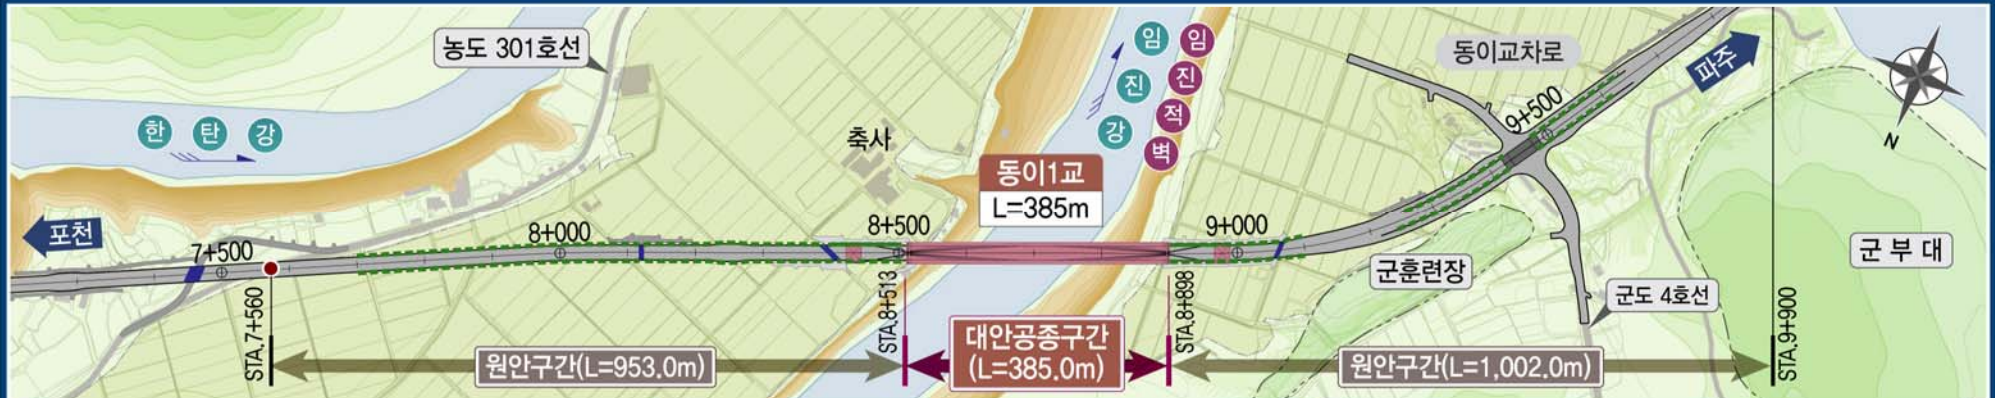 농도 301호선
한 탄 강
축사
임 진 강
임 진 적 벽
동이교차로
파주
N
동이1교
L=385m
포천
7+500
8+000
8+500
9+000
9+500
군훈련장
군 부 대
군도 4호선
STA.7+560
STA.8+513
STA.8+898
STA.9+900
원안구간(L=953.0m)
대안공종구간
(L=385.0m)
원안구간(L=1,002.0m)